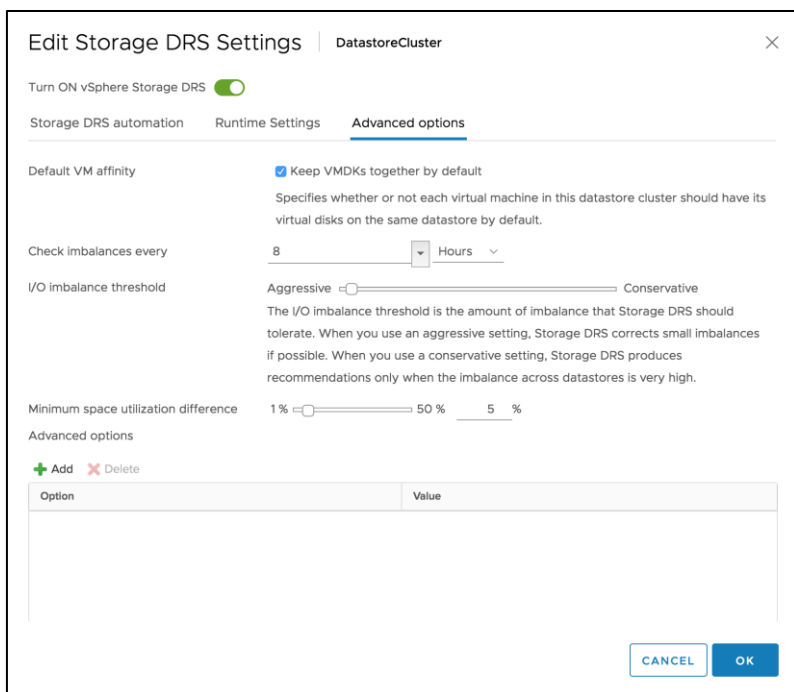 Edit Storage DRS Settings DatastoreCluster
Turn ON vSphere Storage DRS
Storage DRS automation Runtime Settings Advanced options
Default VM affinity Keep VMDKs together by default
Specifies whether or not each virtual machine in this datastore cluster should have its
virtual disks on the same datastore by default.
Check imbalances every 8 Hours
I/O imbalance threshold Aggressive Conservative
The I/O imbalance threshold is the amount of imbalance that Storage DRS should
tolerate. When you use an aggressive setting, Storage DRS corrects small imbalances
if possible. When you use a conservative setting, Storage DRS produces
recommendations only when the imbalance across datastores is very high.
Minimum space utilization difference 1 % 50 % 5 %
Advanced options
Add Delete
Option Value
CANCEL OK